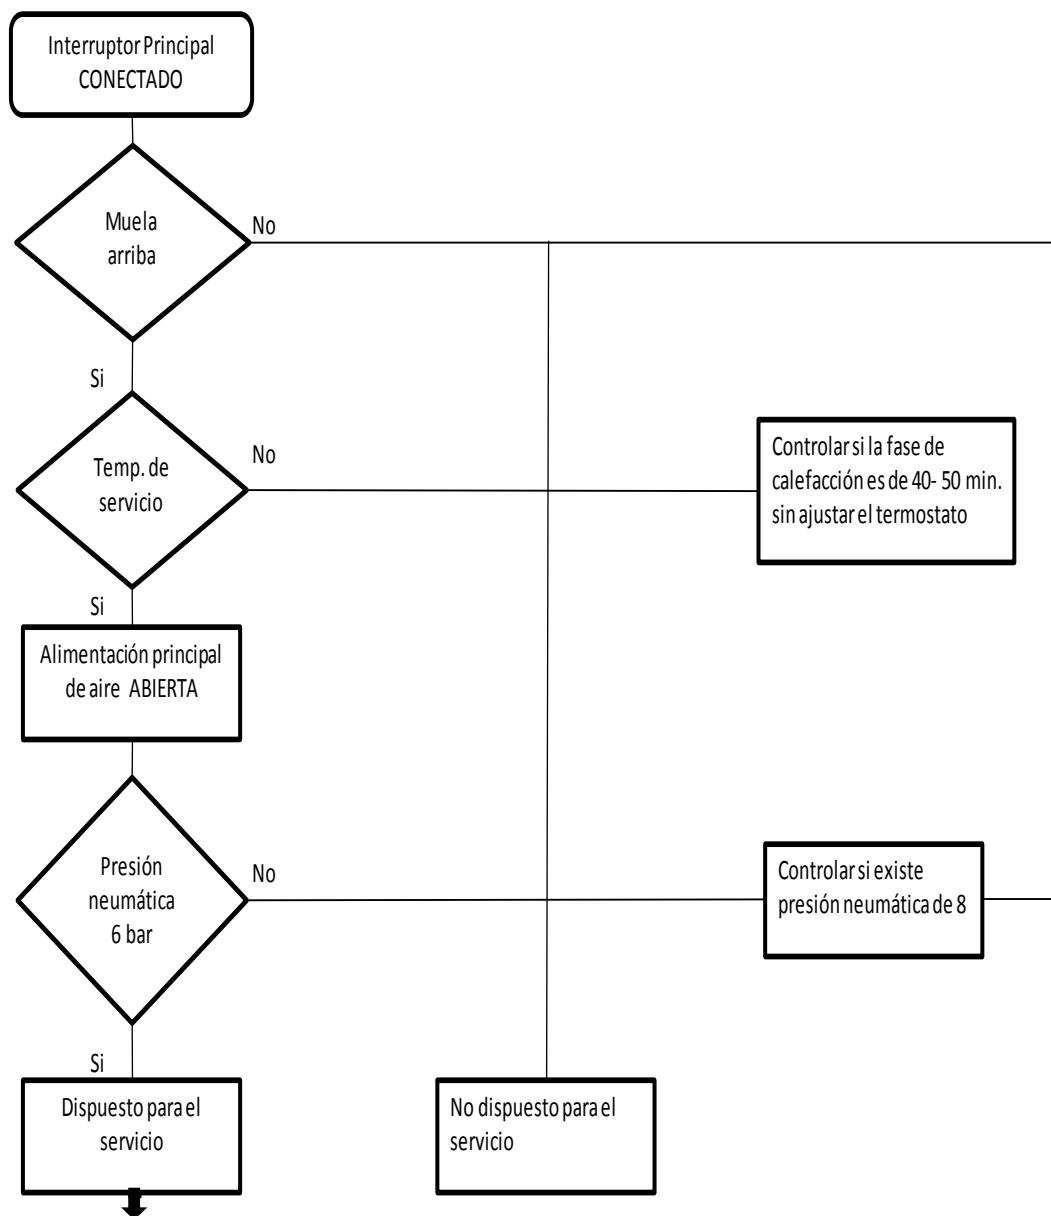 Interruptor Principal
CONECTADO
Muela
arriba
No
Si
Temp. de
servicio
No
Controlar si la fase de
calefacción es de 40- 50 min.
sin ajustar el termostato
Si
Alimentación principal
de aire ABIERTA
Presión
neumática
6 bar
No
Controlar si existe
presión neumática de 8
Si
Dispuesto para el
servicio
No dispuesto para el
servicio